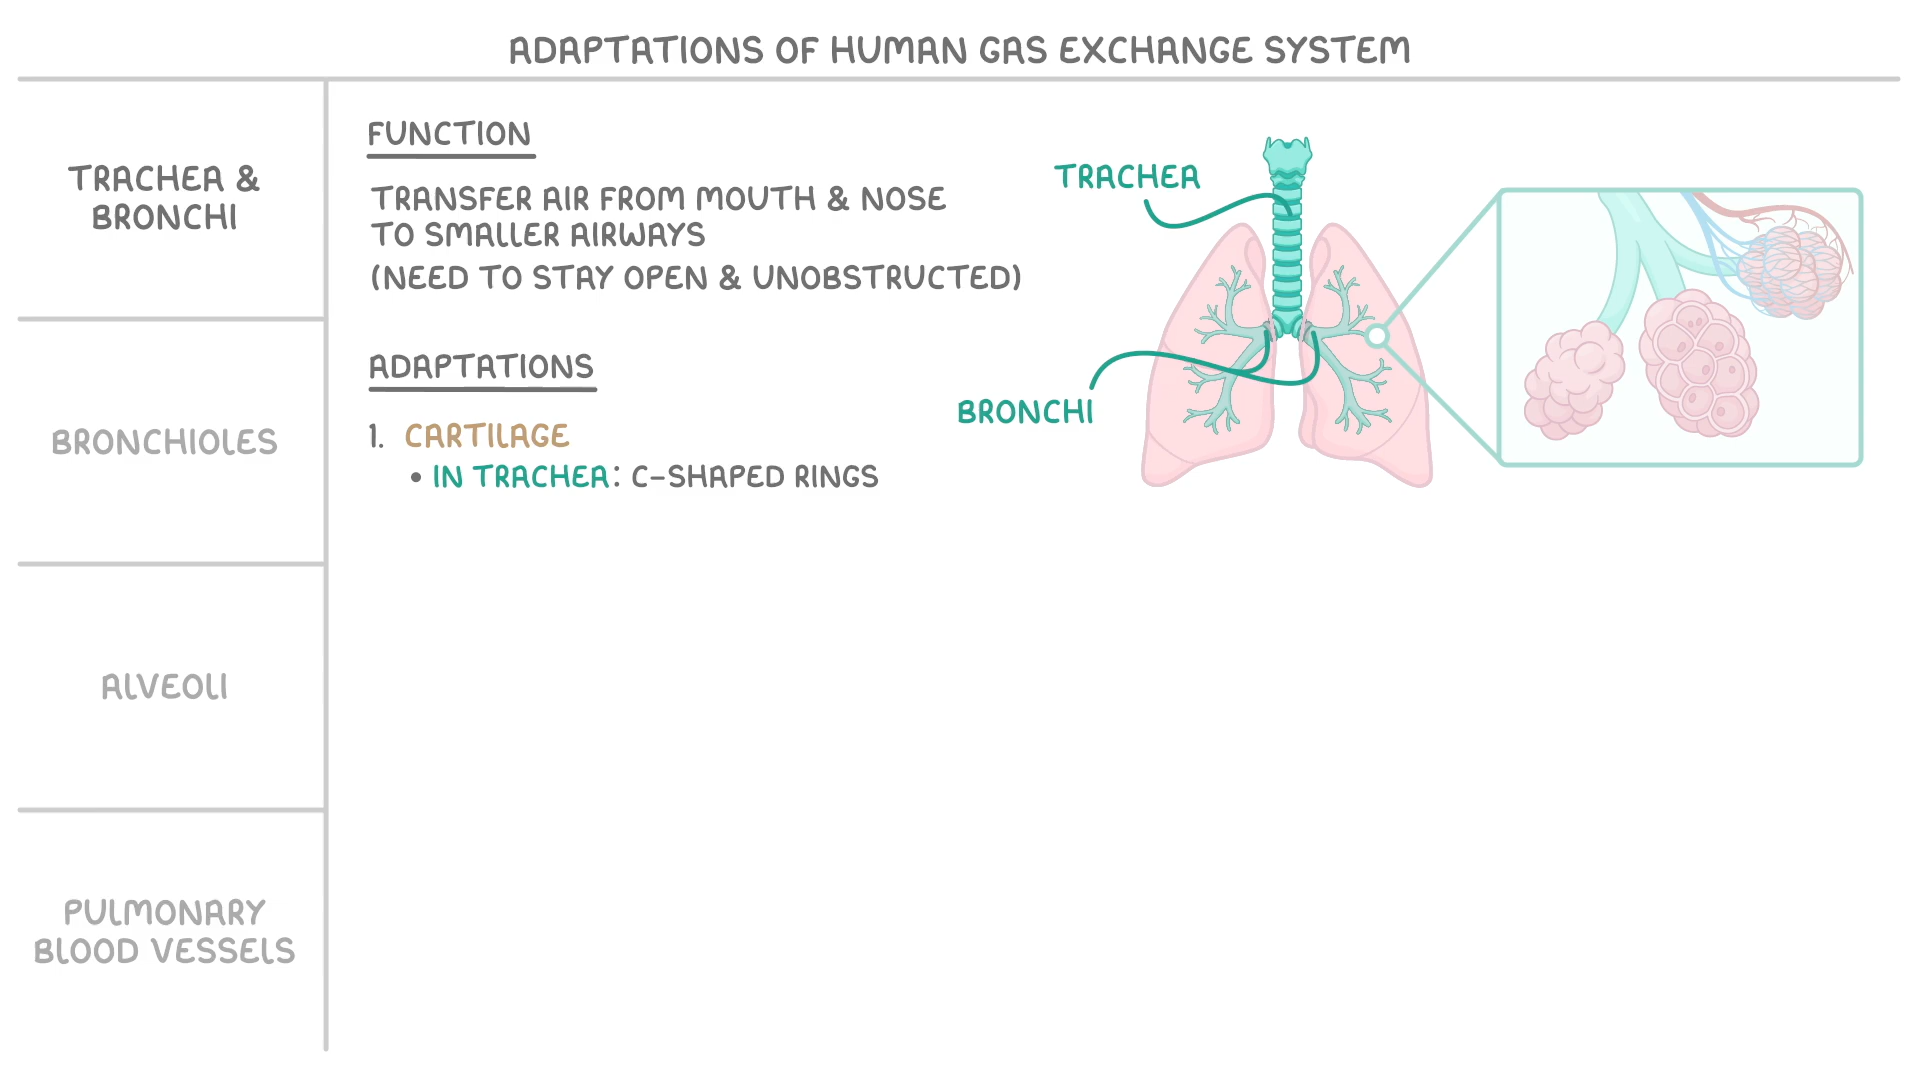 ADAPTATIONS OF HUMAN GAS EXCHANGE SYSTEM
TRACHEA &
BRONCHI
BRONCHIOLES
ALVEOLI
PULMONARY
BLOOD VESSELS
FUNCTION
TRANSFER AIR FROM MOUTH & NOSE
TO SMALLER AIRWAYS
(NEED TO STAY OPEN & UNOBSTRUCTED)
ADAPTATIONS
1. CARTILAGE
• IN TRACHEA: C-SHAPED RINGS
TRACHEA
BRONCHI